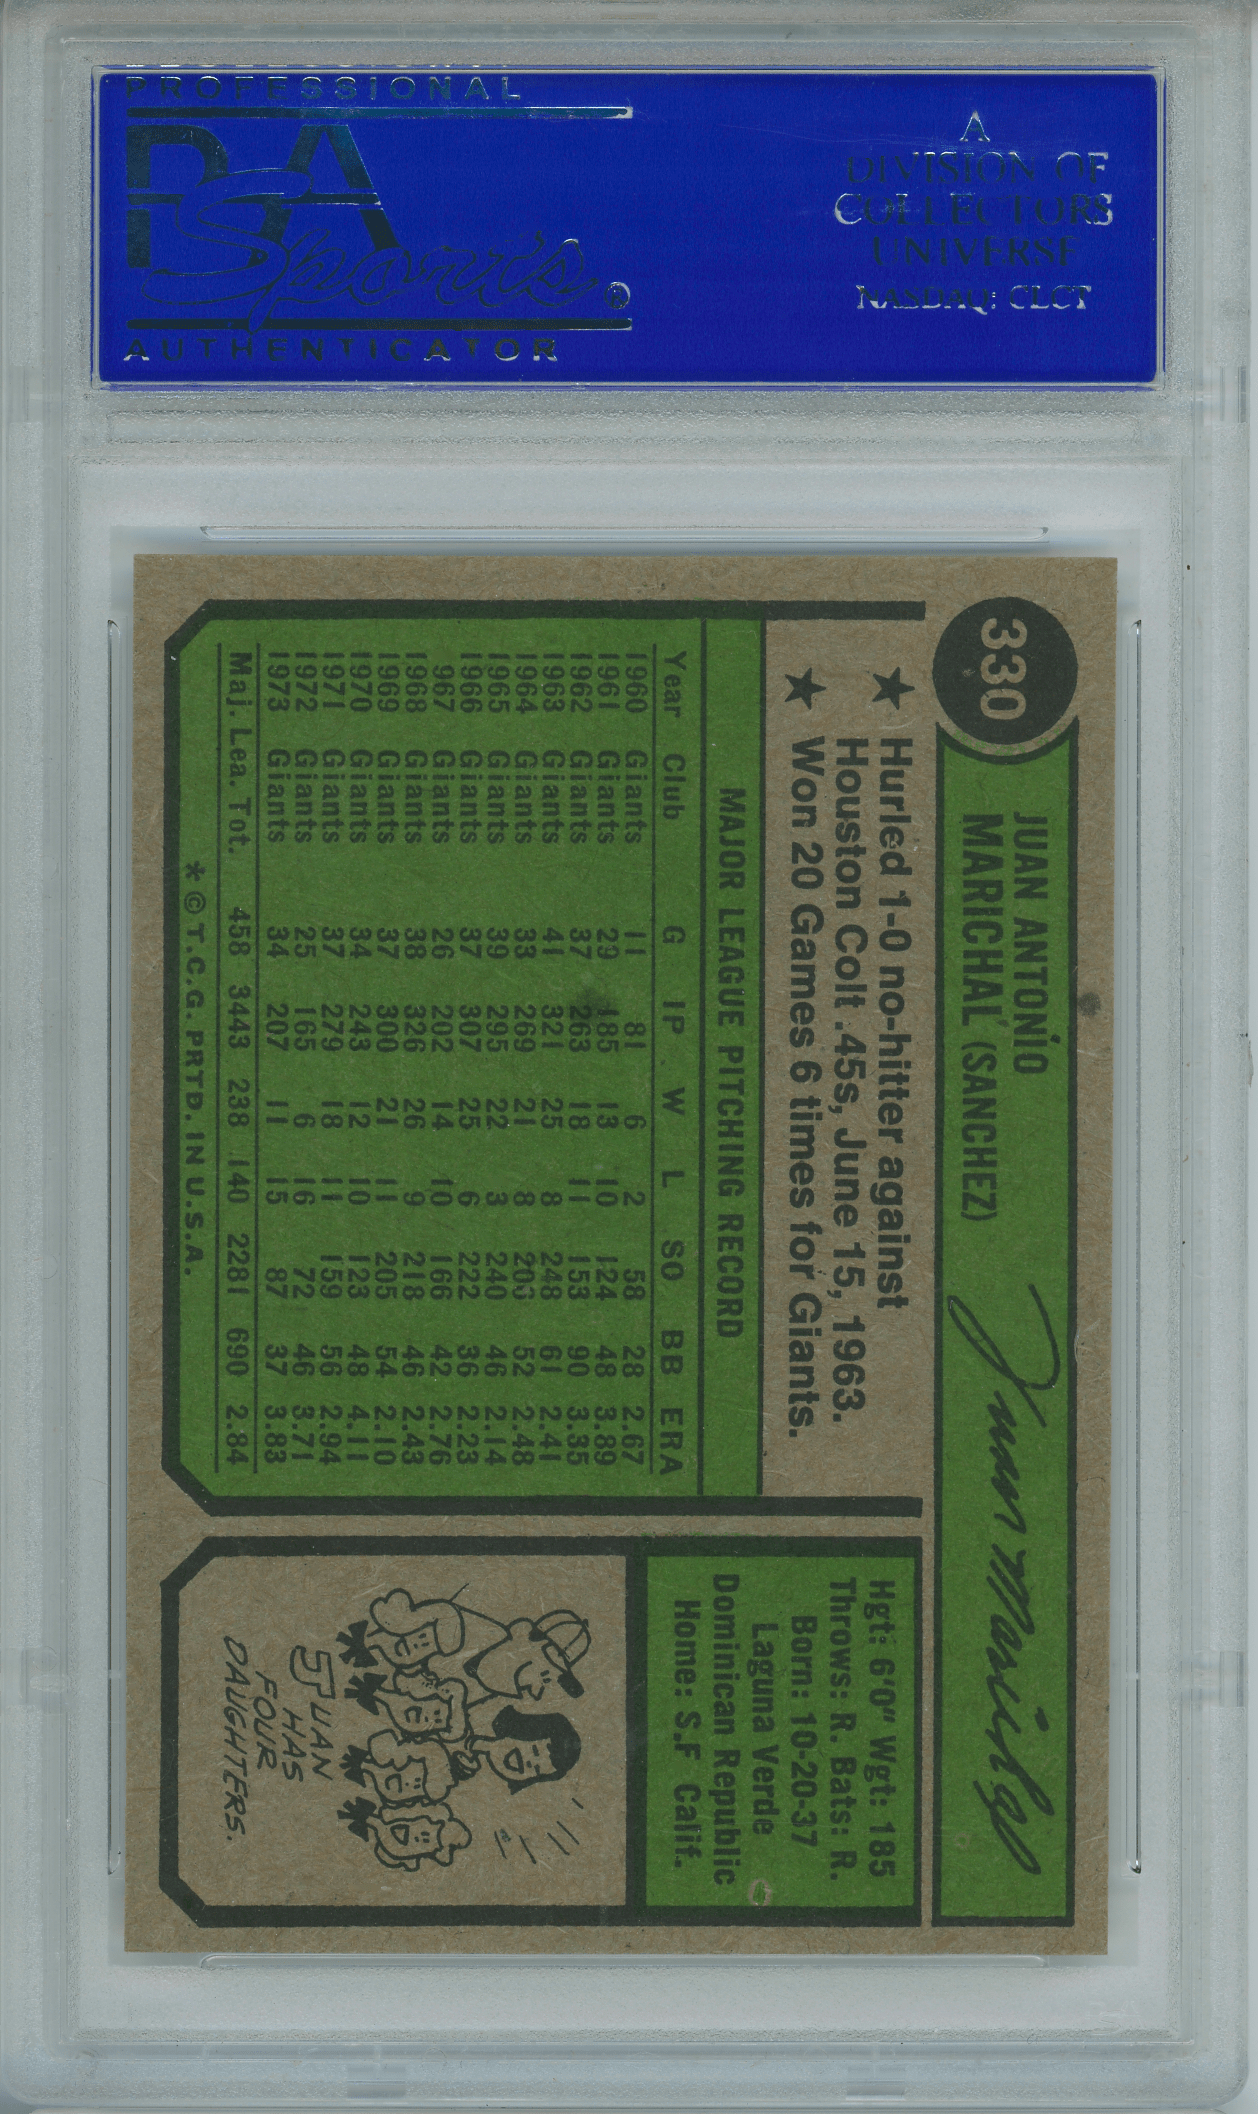 PROFESSIONAL
PSA
Sports®
AUTHENTICATOR
A
DIVISION OF
COLLECTORS
UNIVERSE
NASDAQ: CLCT
330
JUAN ANTONIO
MARICHAL (SANCHEZ)
Juan Marichal
★ Hurled 1-0 no-hitter against
Houston Colt .45s, June 15, 1963.
★ Won 20 Games 6 times for Giants.
MAJOR LEAGUE PITCHING RECORD
Year Club G IP W L SO BB ERA
1960 Giants 11 81 6 2 58 28 2.67
1961 Giants 29 185 13 10 124 48 3.89
1962 Giants 37 263 18 11 153 90 3.35
1963 Giants 41 321 25 8 248 61 2.41
1964 Giants 33 269 21 8 206 52 2.48
1965 Giants 39 295 22 3 240 46 2.14
1966 Giants 37 307 25 6 222 36 2.23
1967 Giants 26 202 14 10 166 42 2.76
1968 Giants 38 326 26 9 218 46 2.43
1969 Giants 37 300 21 11 205 54 2.10
1970 Giants 34 243 12 10 123 48 4.11
1971 Giants 37 279 18 11 159 56 2.94
1972 Giants 25 165 6 16 72 46 3.71
1973 Giants 34 207 11 15 87 37 3.83
Maj. Lea. Tot. 458 3443 238 140 2281 690 2.84
*© T.C.G. PRTD. IN U.S.A.
Hgt: 6'0" Wgt: 185
Throws: R. Bats: R.
Born: 10-20-37
Laguna Verde
Dominican Republic
Home: S.F Calif.
JUAN
HAS
FOUR
DAUGHTERS.